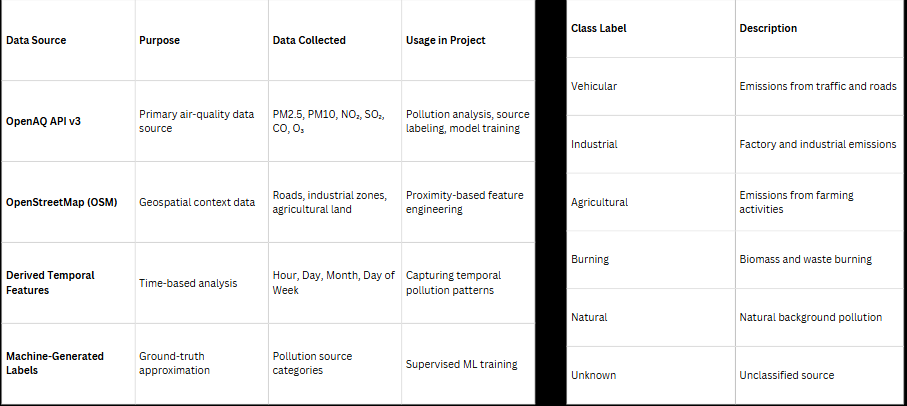 Data Source
Purpose
Data Collected
Usage in Project
OpenAQ API v3
Primary air-quality data
source
PM2.5, PM10, NO₂, SO₂,
CO, O₃
Pollution analysis, source
labeling, model training
OpenStreetMap (OSM)
Geospatial context data
Roads, industrial zones,
agricultural land
Proximity-based feature
engineering
Derived Temporal
Features
Time-based analysis
Hour, Day, Month, Day of
Week
Capturing temporal
pollution patterns
Machine-Generated
Labels
Ground-truth
approximation
Pollution source
categories
Supervised ML training
Class Label
Description
Vehicular
Emissions from traffic and roads
Industrial
Factory and industrial emissions
Agricultural
Emissions from farming
activities
Burning
Biomass and waste burning
Natural
Natural background pollution
Unknown
Unclassified source